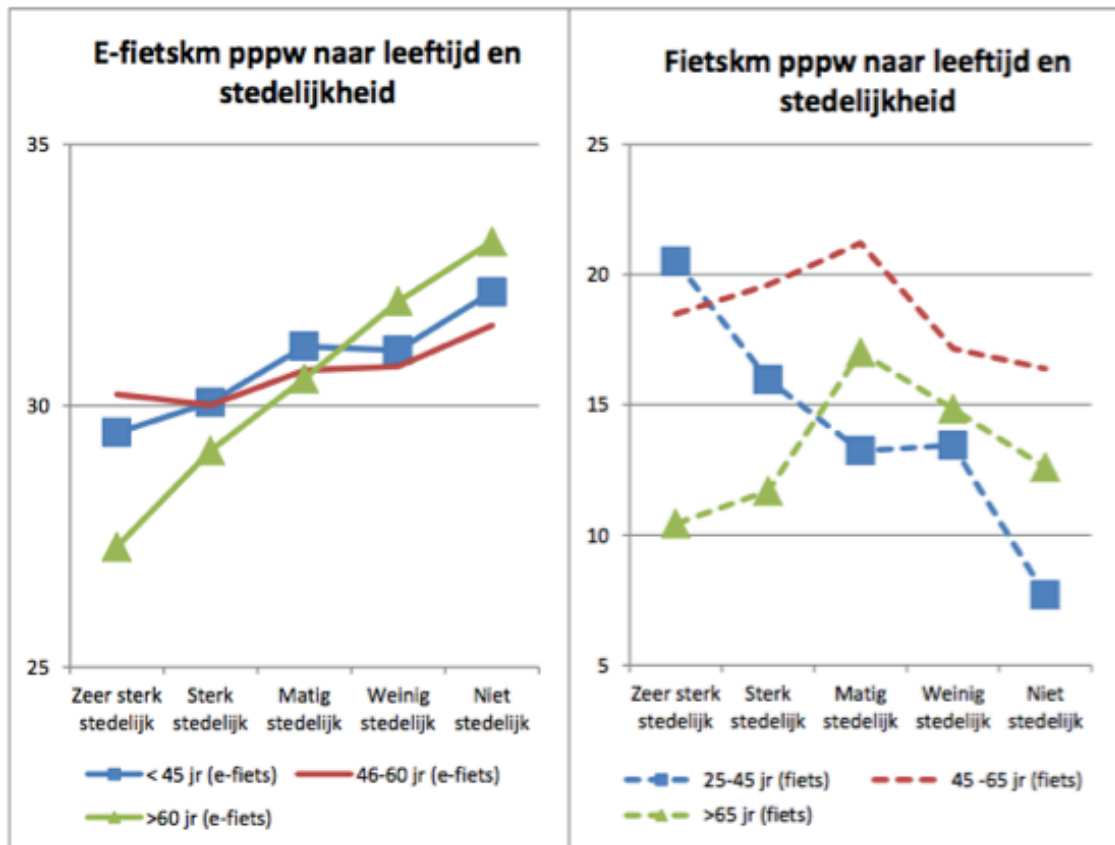 E-fietskm pppw naar leeftijd en
stedelijkheid
35
30
25
Zeer sterk
stedelijk
Sterk
stedelijk
Matig
stedelijk
Weinig
stedelijk
Niet
stedelijk
< 45 jr (e-fiets)
46-60 jr (e-fiets)
>60 jr (e-fiets)
Fietskm pppw naar leeftijd en
stedelijkheid
25
20
15
10
5
Zeer sterk
stedelijk
Sterk
stedelijk
Matig
stedelijk
Weinig
stedelijk
Niet
stedelijk
25-45 jr (fiets)
45 -65 jr (fiets)
>65 jr (fiets)